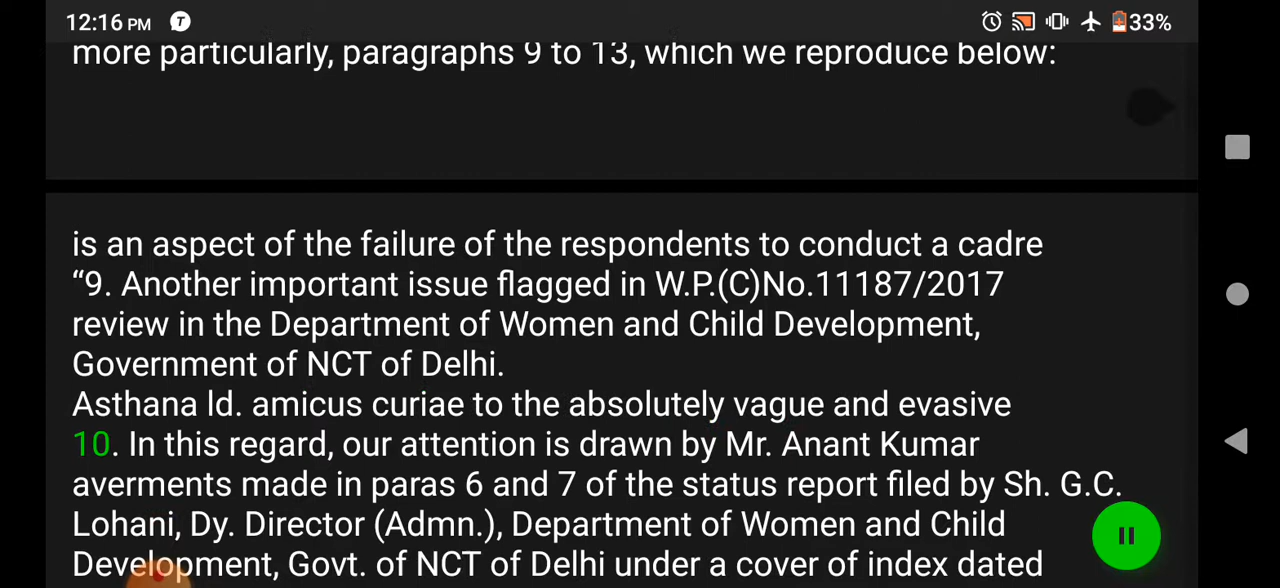 12:16 PM T 33%
more particularly, paragraphs 9 to 13, which we reproduce below:
is an aspect of the failure of the respondents to conduct a cadre
“9. Another important issue flagged in W.P.(C)No.11187/2017
review in the Department of Women and Child Development,
Government of NCT of Delhi.
Asthana ld. amicus curiae to the absolutely vague and evasive
10. In this regard, our attention is drawn by Mr. Anant Kumar
averments made in paras 6 and 7 of the status report filed by Sh. G.C.
Lohani, Dy. Director (Admn.), Department of Women and Child
Development, Govt. of NCT of Delhi under a cover of index dated